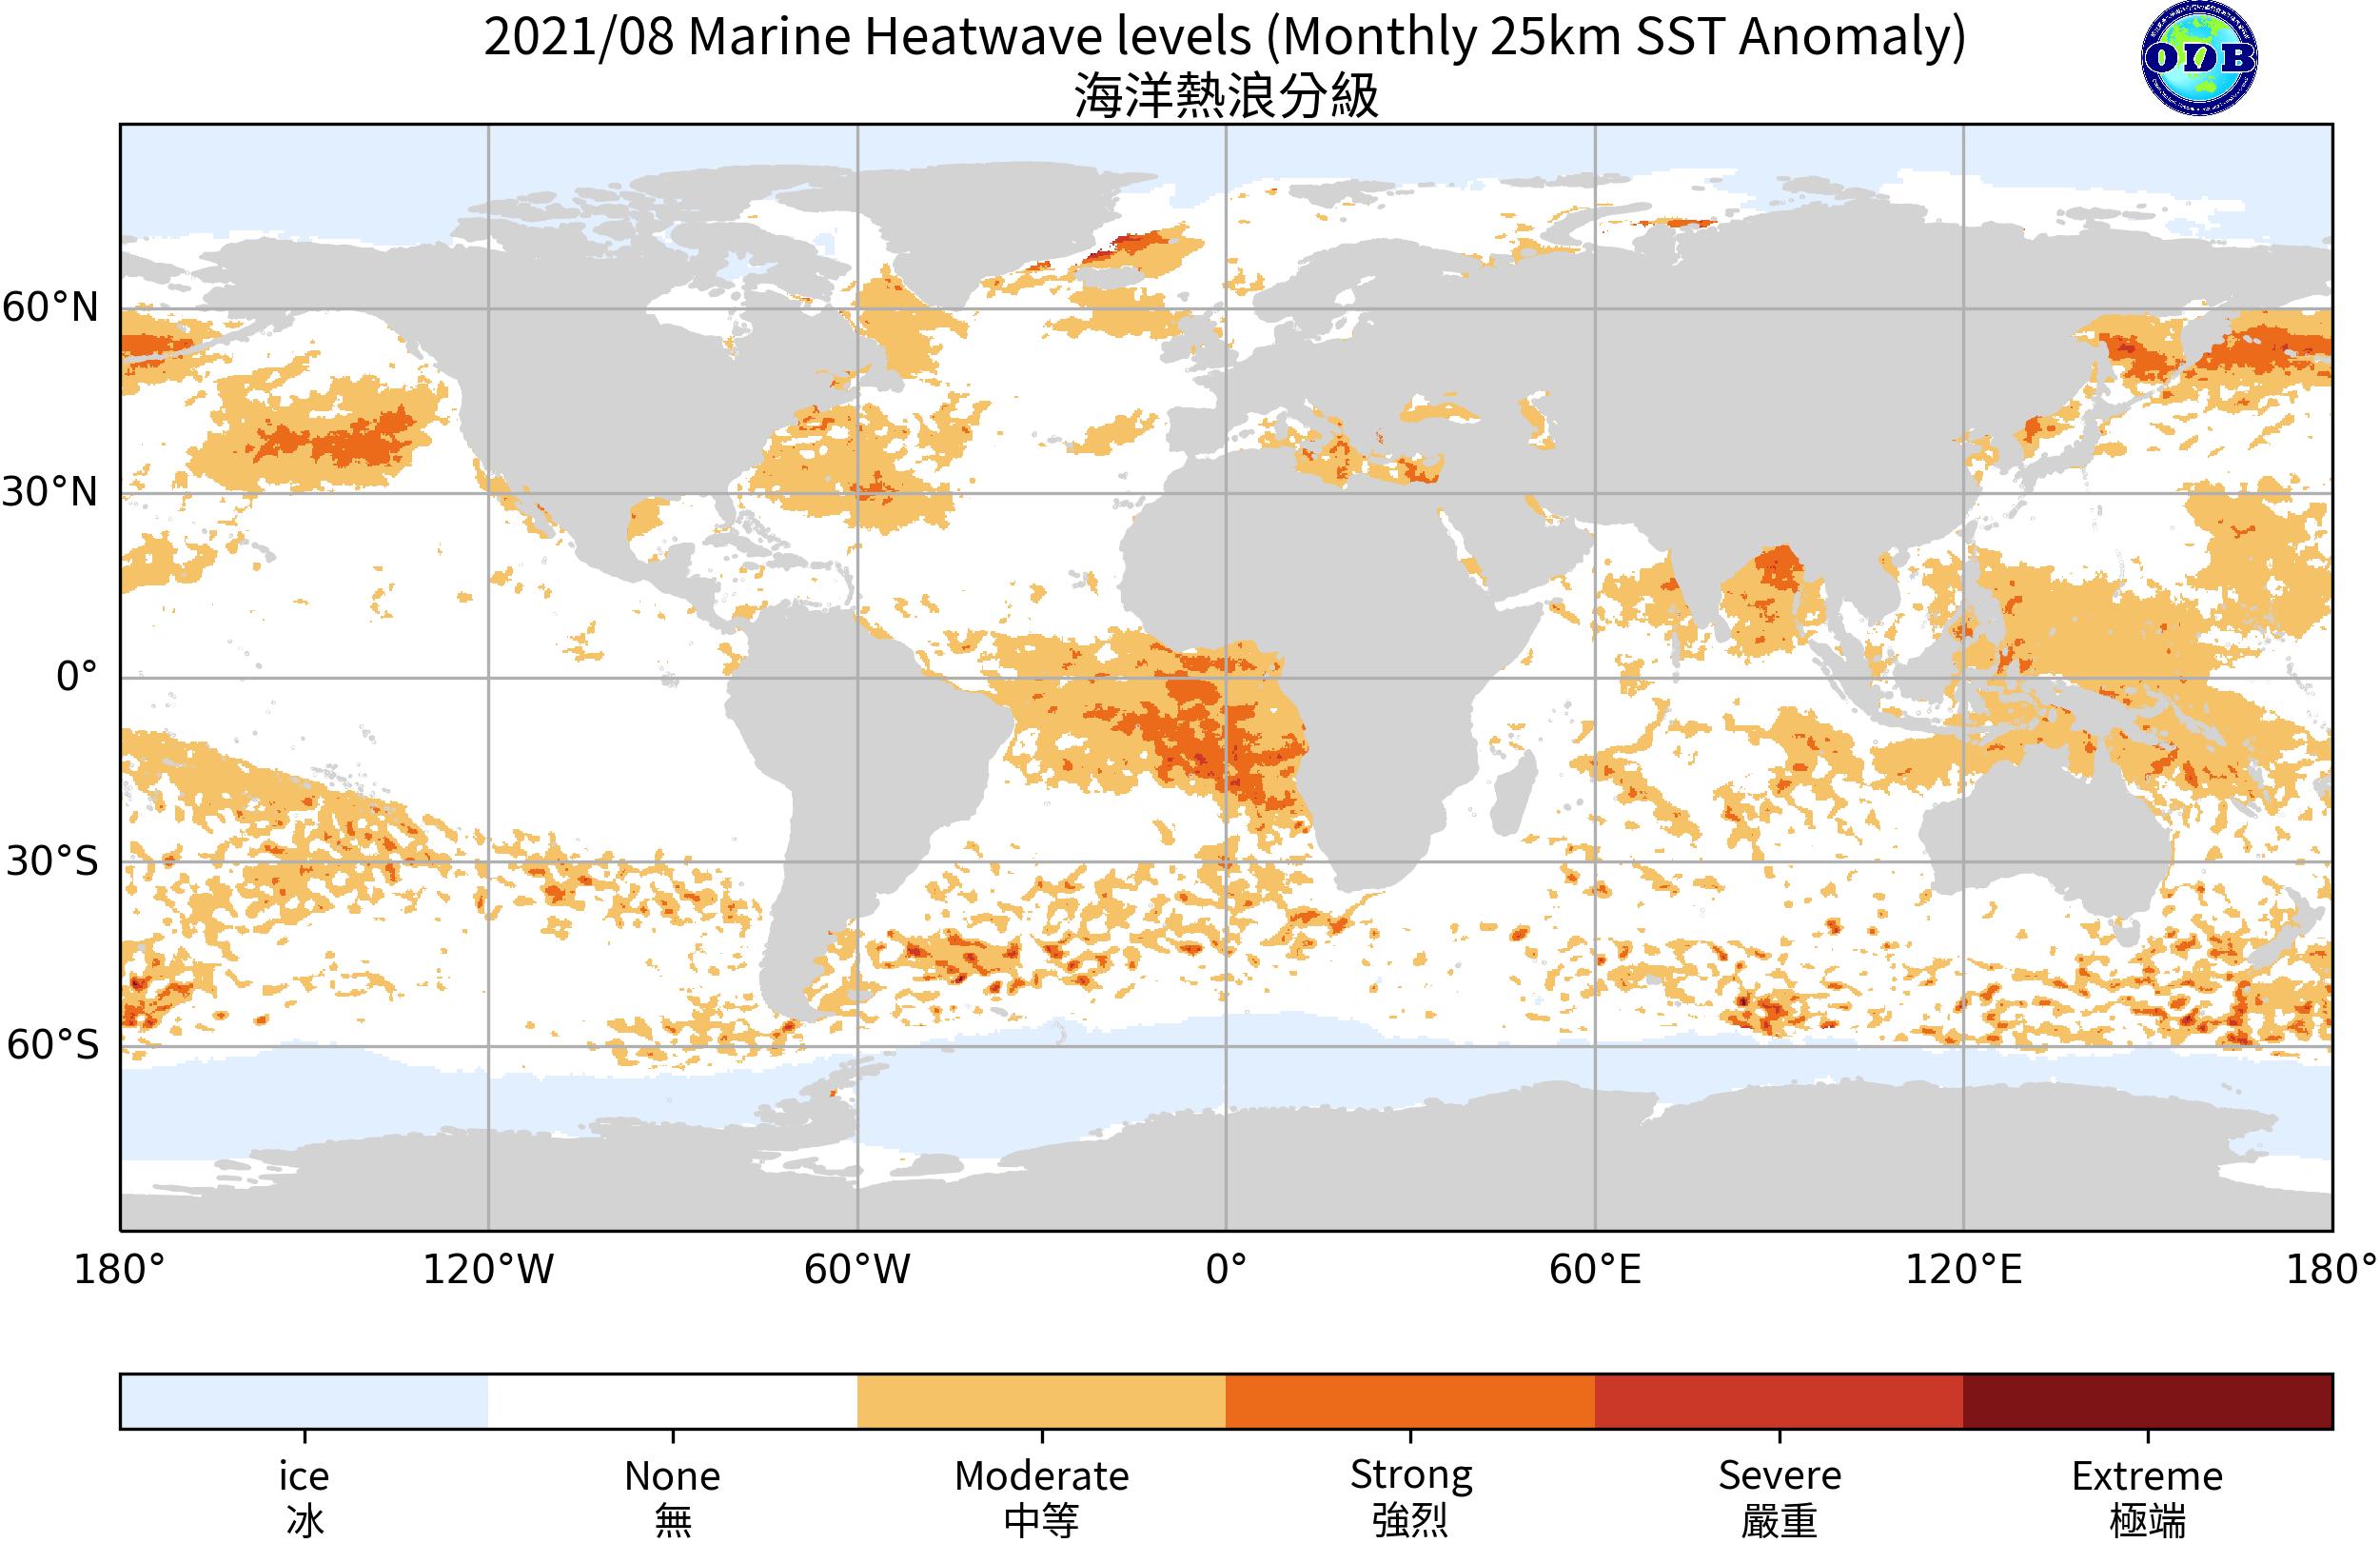 2021/08 Marine Heatwave levels (Monthly 25km SST Anomaly)
海洋熱浪分級
ODB
60°N
30°N
0°
30°S
60°S
180° 120°W 60°W 0° 60°E 120°E 180°
ice None Moderate Strong Severe Extreme
冰 無 中等 強烈 嚴重 極端